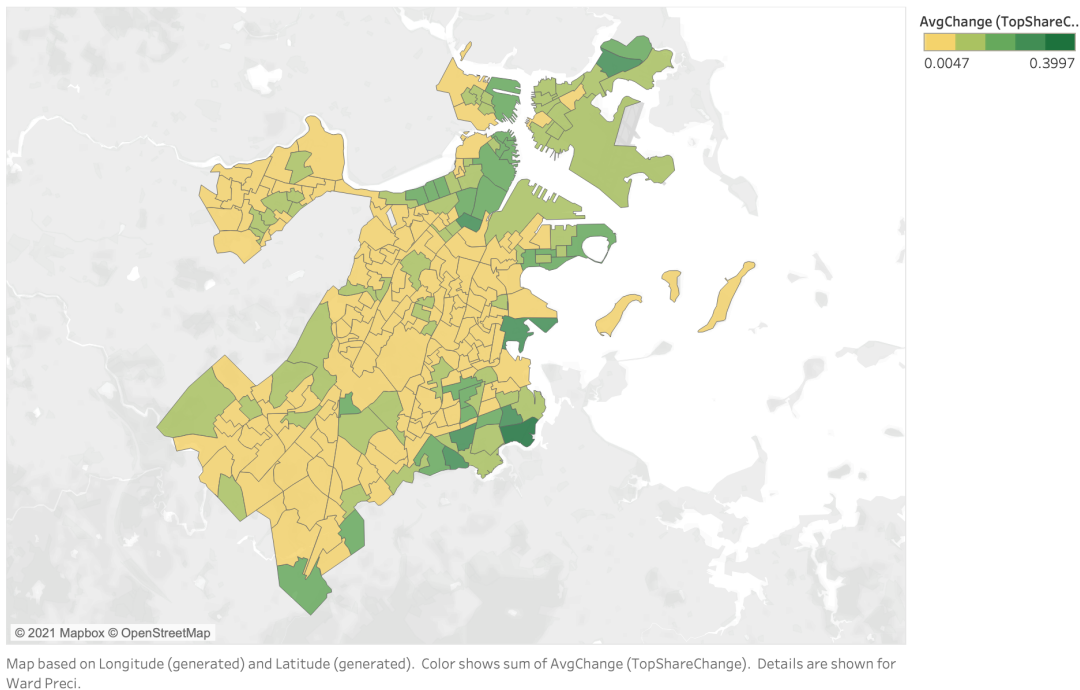 AvgChange (TopShareC..
0.0047 0.3997
© 2021 Mapbox © OpenStreetMap
Map based on Longitude (generated) and Latitude (generated). Color shows sum of AvgChange (TopShareChange). Details are shown for
Ward Preci.